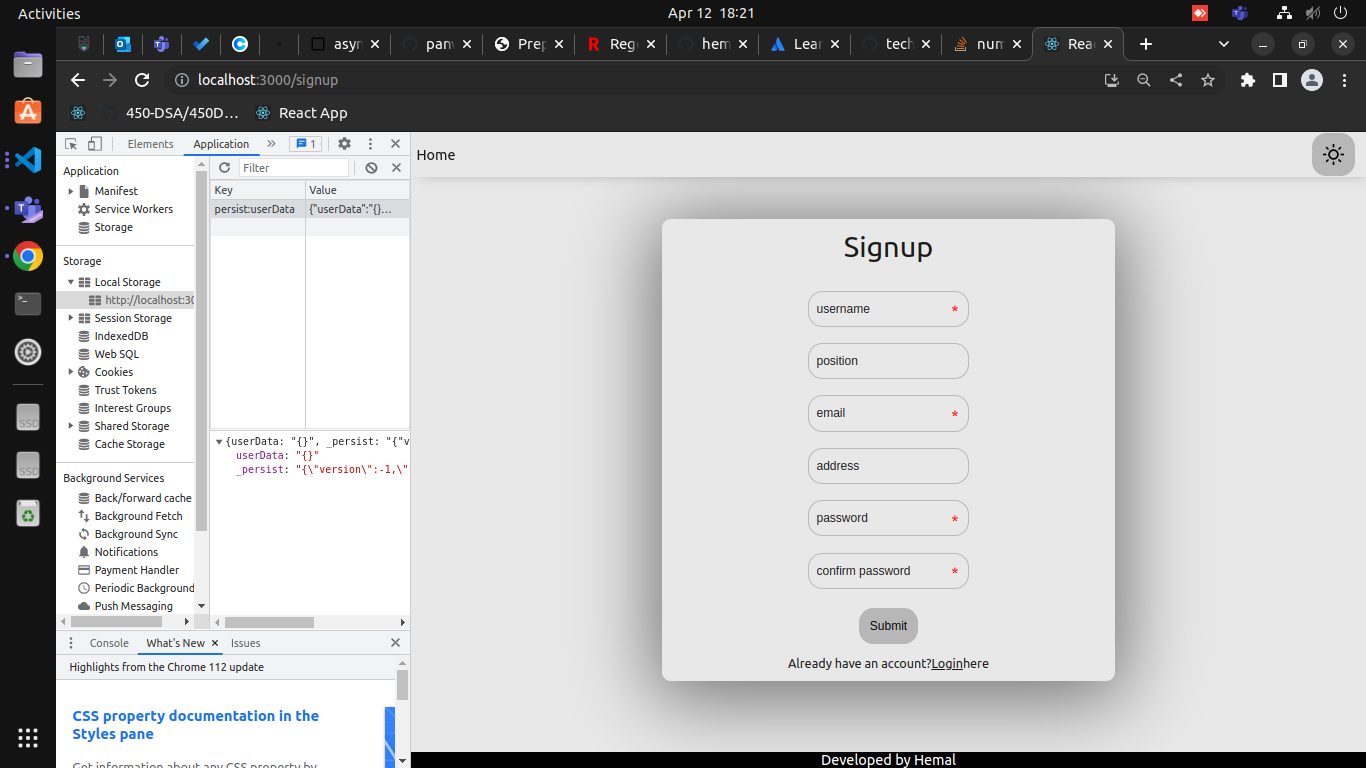 Activities
Apr 12 18:21
asyn
panv
Prep
Rege
hem
Lear
tech
num
Reac
localhost:3000/signup
450-DSA/450D...
React App
Elements
Application
»
1
Home
Application
Manifest
Service Workers
Storage
Storage
Local Storage
http://localhost:30
Session Storage
IndexedDB
Web SQL
Cookies
Trust Tokens
Interest Groups
Shared Storage
Cache Storage
Background Services
Back/forward cache
Background Fetch
Background Sync
Notifications
Payment Handler
Periodic Background
Push Messaging
Filter
Key
Value
persist:userData
{"userData":"{}...
{userData: "{}", _persist: "{"v
userData: "{}"
_persist: "{\"version\":-1,\"
Console
What's New
Issues
Highlights from the Chrome 112 update
CSS property documentation in the
Styles pane
Get information about any CSS property by
Signup
username *
position
email *
address
password *
confirm password *
Submit
Already have an account?Loginhere
Developed by Hemal
SSD
SSD